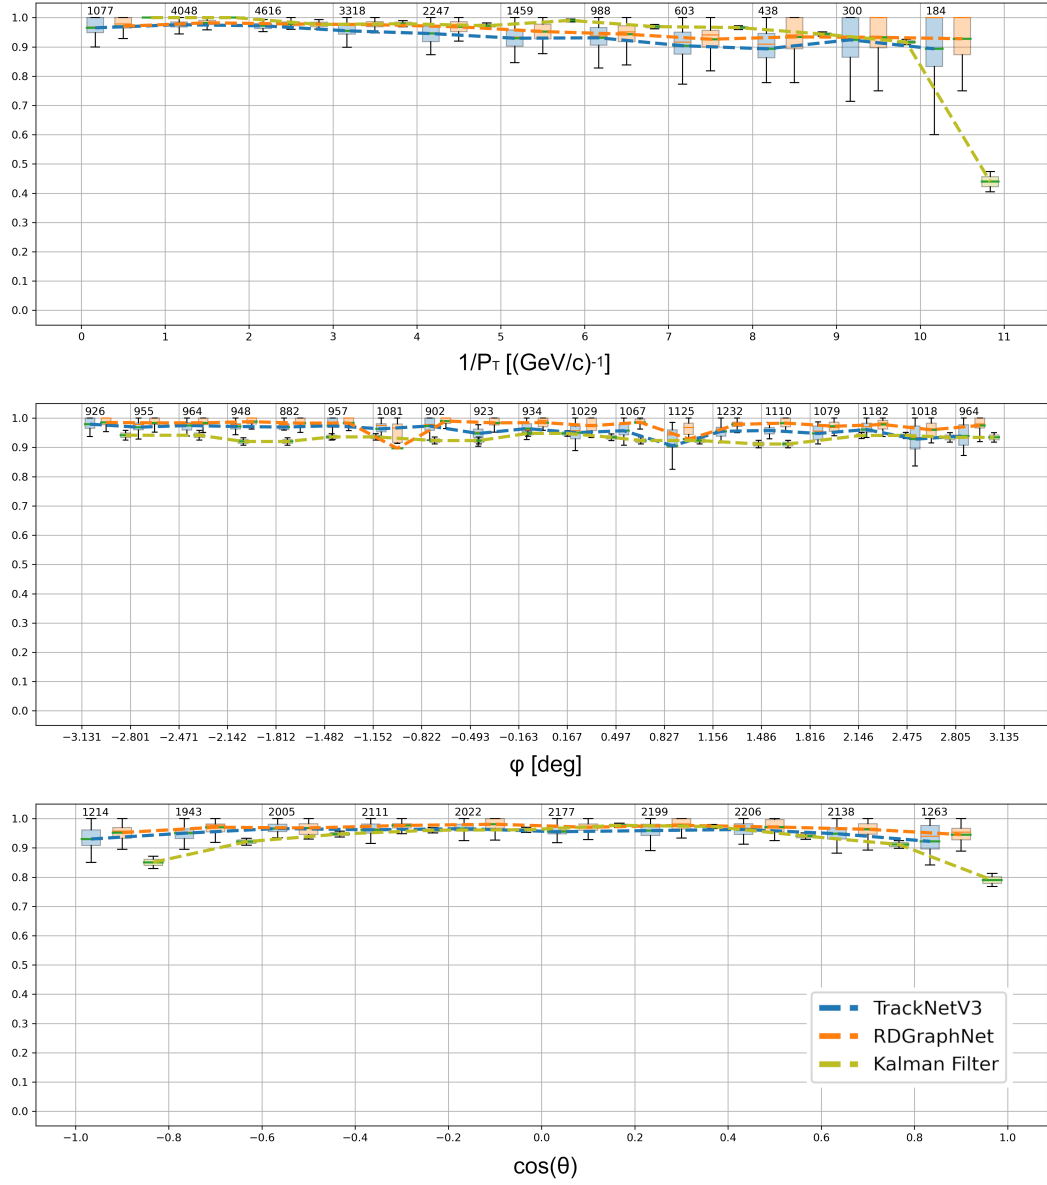 1077 4048 4616 3318 2247 1459 988 603 438 300 184
1.0
0.9
0.8
0.7
0.6
0.5
0.4
0.3
0.2
0.1
0.0
0 1 2 3 4 5 6 7 8 9 10 11
1/PT [(GeV/c)-1]
926 955 964 948 882 957 1081 902 923 934 1029 1067 1125 1232 1110 1079 1182 1018 964
1.0
0.9
0.8
0.7
0.6
0.5
0.4
0.3
0.2
0.1
0.0
−3.131 −2.801 −2.471 −2.142 −1.812 −1.482 −1.152 −0.822 −0.493 −0.163 0.167 0.497 0.827 1.156 1.486 1.816 2.146 2.475 2.805 3.135
φ [deg]
1214 1943 2005 2111 2022 2177 2199 2206 2138 1263
1.0
0.9
0.8
0.7
0.6
0.5
0.4
0.3
0.2
0.1
0.0
TrackNetV3
RDGraphNet
Kalman Filter
−1.0 −0.8 −0.6 −0.4 −0.2 0.0 0.2 0.4 0.6 0.8 1.0
cos(θ)